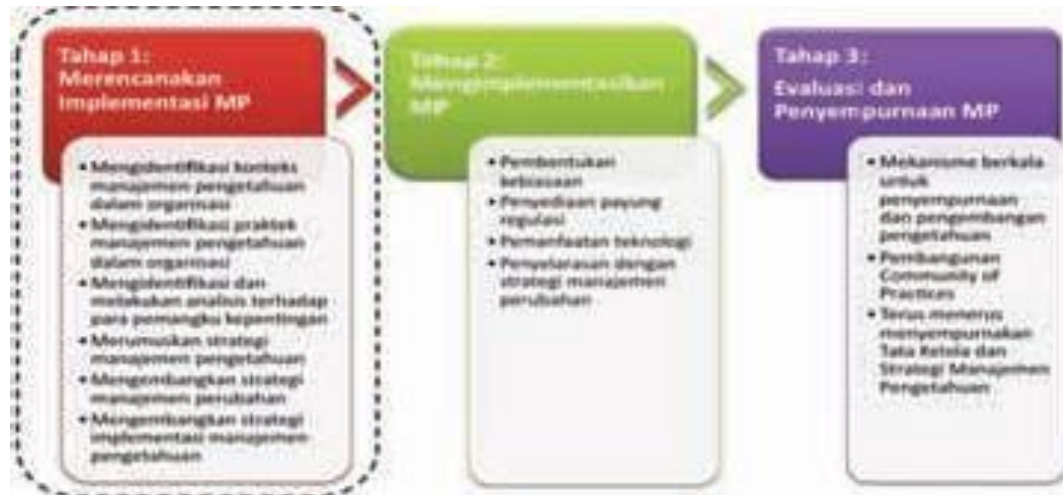 Tahap 1:
Merencanakan
Implementasi MP
• Mengidentifikasi konteks
manajemen pengetahuan
dalam organisasi
• Mengidentifikasi praktek
manajemen pengetahuan
dalam organisasi
• Mengidentifikasi dan
melakukan analisis terhadap
para pemangku kepentingan
• Merumuskan strategi
manajemen pengetahuan
• Mengembangkan strategi
manajemen perubahan
• Mengembangkan strategi
implementasi manajemen
pengetahuan
Tahap 2:
Mengimplementasikan
MP
• Pembentukan
kebiasaan
• Penyediaan payung
regulasi
• Pemanfaatan teknologi
• Penyelarasan dengan
strategi manajemen
perubahan
Tahap 3:
Evaluasi dan
Penyempurnaan MP
• Mekanisme berkala
untuk
penyempurnaan
dan pengembangan
pengetahuan
• Pembangunan
Community of
Practices
• Terus menerus
menyempurnakan
Tata Kelola dan
Strategi Manajemen
Pengetahuan